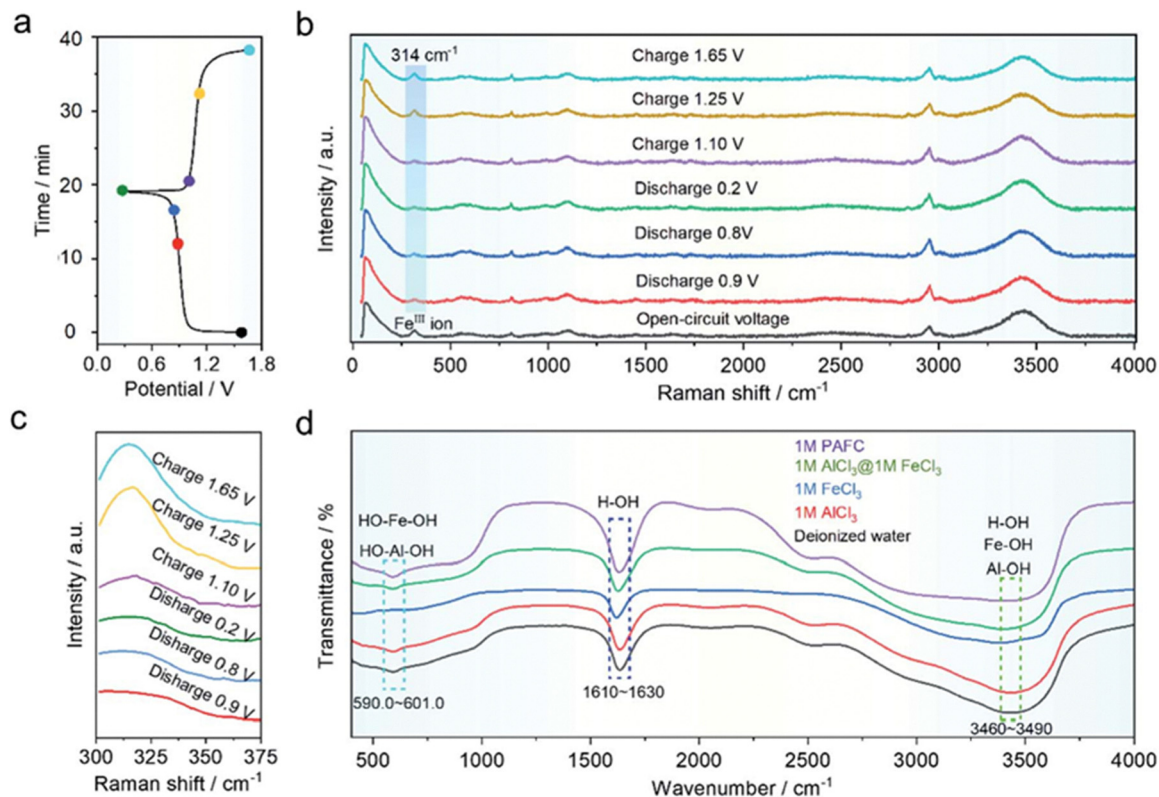 a
40
30
20
10
0
Time / min
0.0 0.6 1.2 1.8
Potential / V
b
314 cm⁻¹
Charge 1.65 V
Charge 1.25 V
Charge 1.10 V
Discharge 0.2 V
Discharge 0.8V
Discharge 0.9 V
Feᴵᴵᴵ ion
Open-circuit voltage
Intensity / a.u.
0 500 1000 1500 2000 2500 3000 3500 4000
Raman shift / cm⁻¹
c
Charge 1.65 V
Charge 1.25 V
Charge 1.10 V
Disharge 0.2 V
Disharge 0.8 V
Disharge 0.9 V
Intensity / a.u.
300 325 350 375
Raman shift / cm⁻¹
d
1M PAFC
1M AlCl₃@1M FeCl₃
1M FeCl₃
1M AlCl₃
Deionized water
HO-Fe-OH
HO-Al-OH
H-OH
H-OH
Fe-OH
Al-OH
590.0~601.0
1610~1630
3460~3490
Transmittance / %
500 1000 1500 2000 2500 3000 3500 4000
Wavenumber / cm⁻¹